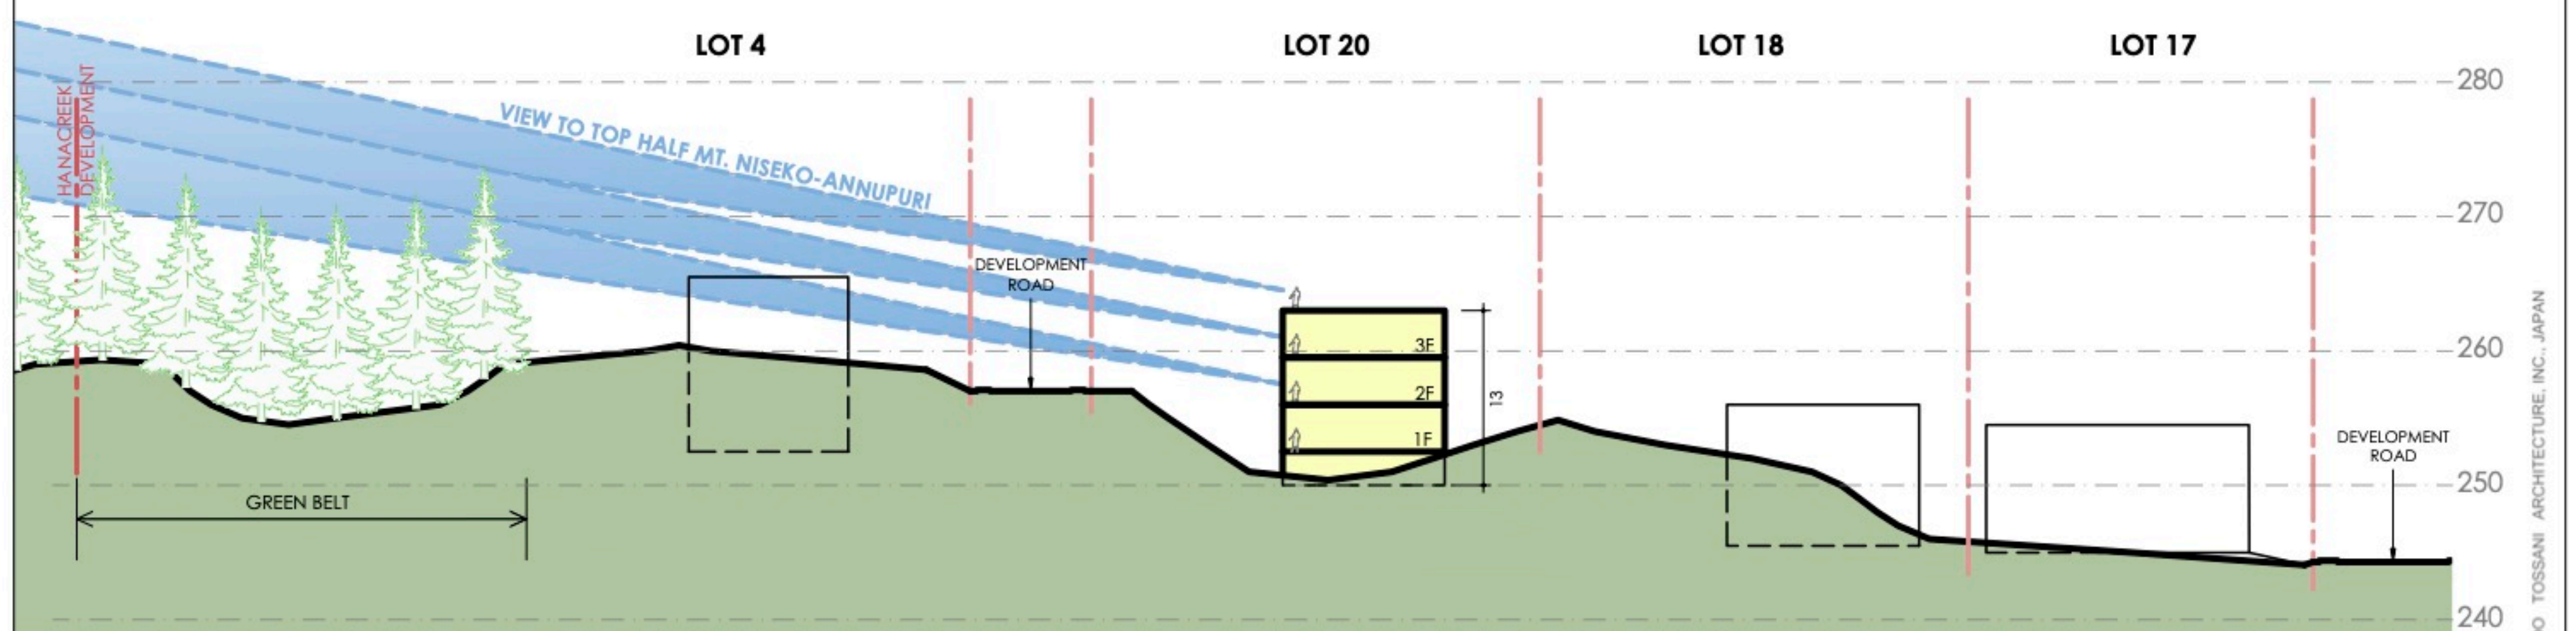 LOT 4
LOT 20
LOT 18
LOT 17
280
HANACREEK
DEVELOPMENT
VIEW TO TOP HALF MT. NISEKO-ANNUPURI
270
DEVELOPMENT
ROAD
260
3F
2F
1F
13
DEVELOPMENT
ROAD
250
GREEN BELT
240
TOSSANI ARCHITECTURE, INC., JAPAN